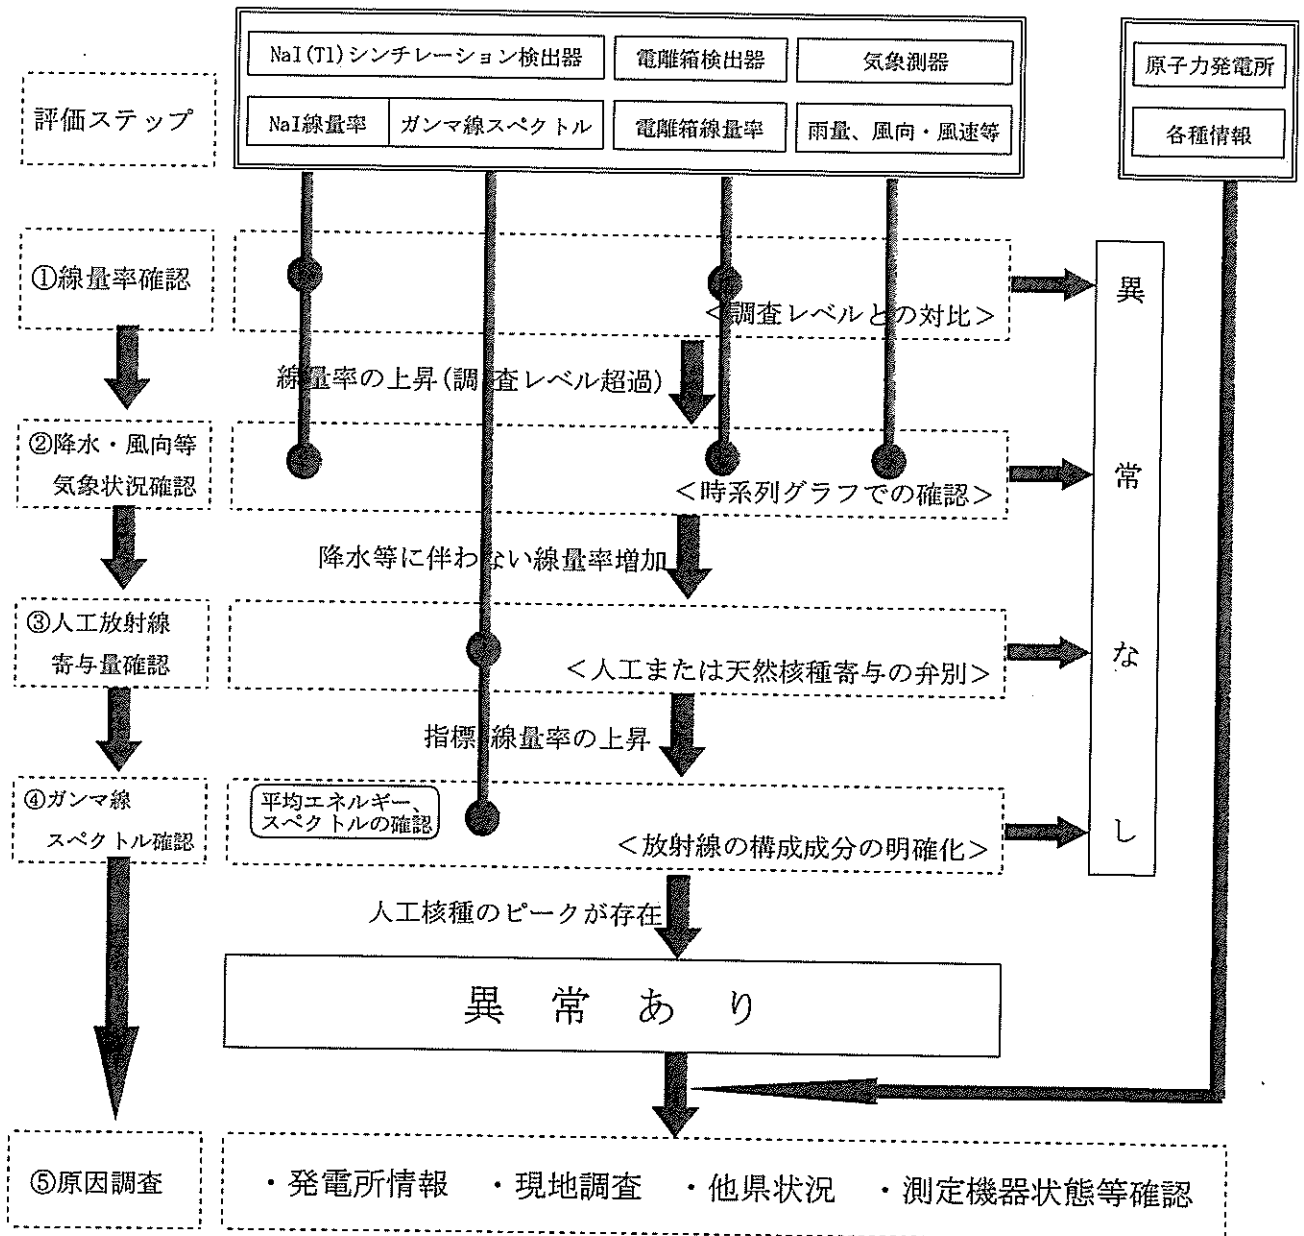 NaI(Tl)シンチレーション検出器
電離箱検出器
気象測器
原子力発電所
評価ステップ
NaI線量率
ガンマ線スペクトル
電離箱線量率
雨量、風向・風速等
各種情報
①線量率確認
<調査レベルとの対比>
線量率の上昇(調査レベル超過)
②降水・風向等
気象状況確認
<時系列グラフでの確認>
降水等に伴わない線量率増加
③人工放射線
寄与量確認
<人工または天然核種寄与の弁別>
指標線量率の上昇
④ガンマ線
スペクトル確認
平均エネルギー、
スペクトルの確認
<放射線の構成成分の明確化>
異常なし
人工核種のピークが存在
異常あり
⑤原因調査
・発電所情報 ・現地調査 ・他県状況 ・測定機器状態等確認